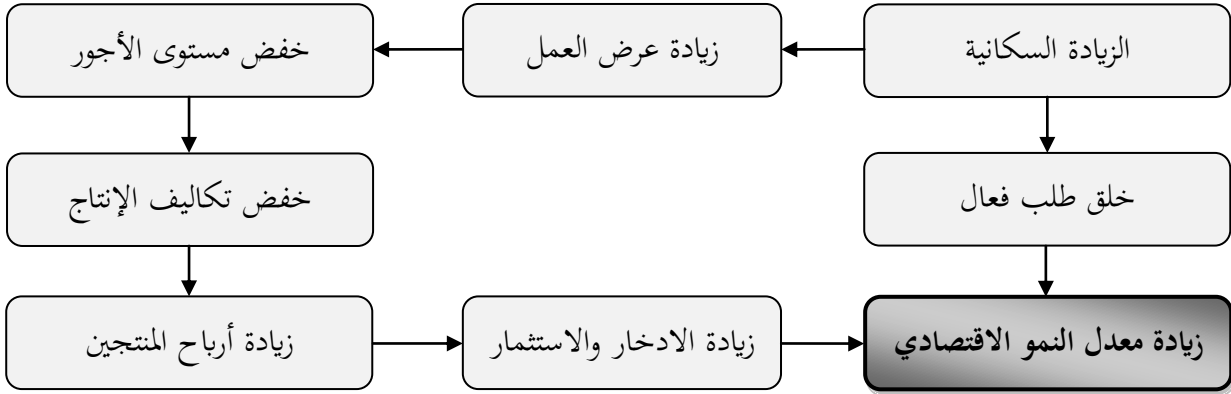 الزيادة السكانية
زيادة عرض العمل
خفض مستوى الأجور
خلق طلب فعال
خفض تكاليف الإنتاج
زيادة معدل النمو الاقتصادي
زيادة الادخار والاستثمار
زيادة أرباح المنتجين